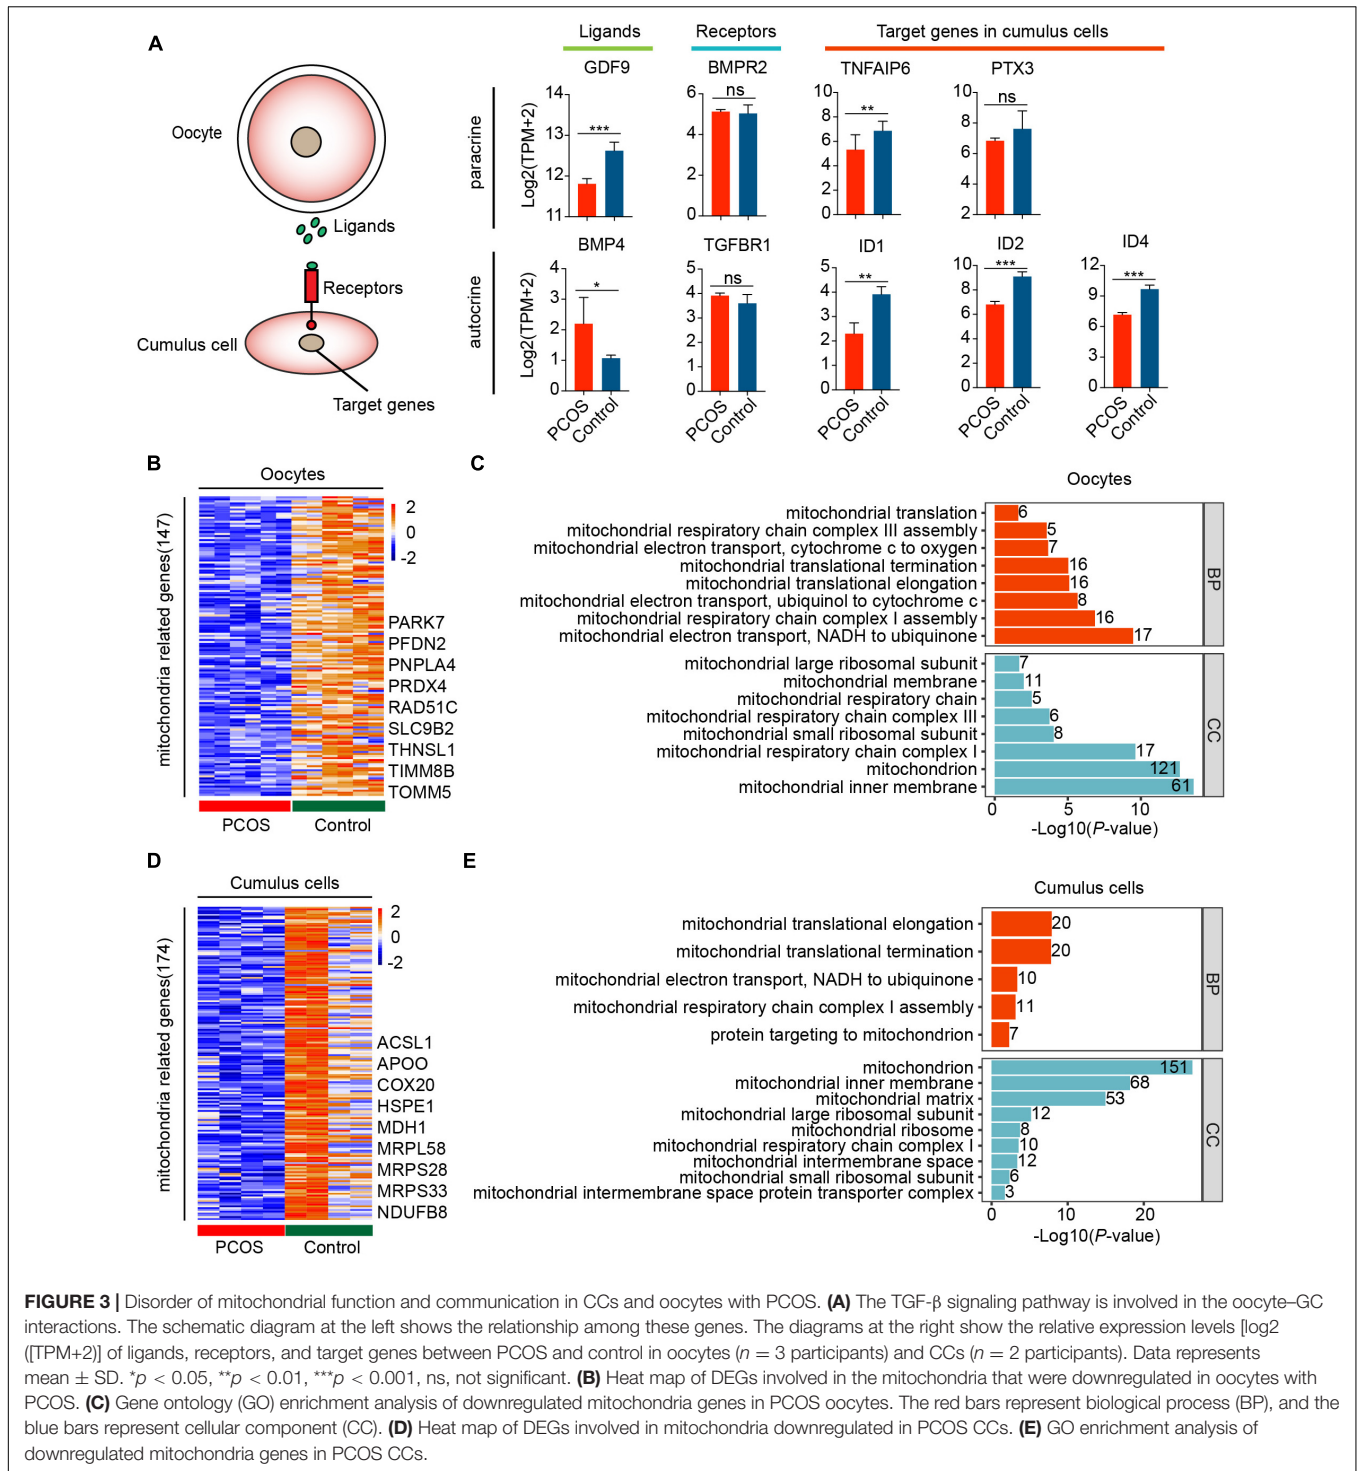 A
Ligands
Receptors
Target genes in cumulus cells
GDF9
BMPR2
TNFAIP6
PTX3
Oocyte
Ligands
Receptors
Cumulus cell
Target genes
paracrine
Log2(TPM+2)
14
13
12
11
***
6
4
2
0
ns
10
8
6
4
2
0
**
10
8
6
4
2
ns
BMP4
TGFBR1
ID1
ID2
ID4
autocrine
Log2(TPM+2)
4
3
2
1
0
*
PCOS
Control
5
4
3
2
1
0
ns
PCOS
Control
5
4
3
2
1
0
**
PCOS
Control
10
8
6
4
2
0
***
PCOS
Control
12
9
6
3
0
***
PCOS
Control
B
Oocytes
mitochondria related genes(147)
2
0
-2
PARK7
PFDN2
PNPLA4
PRDX4
RAD51C
SLC9B2
THNSL1
TIMM8B
TOMM5
PCOS
Control
C
Oocytes
mitochondrial translation 6
mitochondrial respiratory chain complex III assembly 5
mitochondrial electron transport, cytochrome c to oxygen 7
mitochondrial translational termination 16
mitochondrial translational elongation 16
mitochondrial electron transport, ubiquinol to cytochrome c 8
mitochondrial respiratory chain complex I assembly 16
mitochondrial electron transport, NADH to ubiquinone 17
BP
mitochondrial large ribosomal subunit 7
mitochondrial membrane 11
mitochondrial respiratory chain 5
mitochondrial respiratory chain complex III 6
mitochondrial small ribosomal subunit 8
mitochondrial respiratory chain complex I 17
mitochondrion 121
mitochondrial inner membrane 61
CC
0 5 10
-Log10(P-value)
D
Cumulus cells
mitochondria related genes(174)
2
0
-2
ACSL1
APOO
COX20
HSPE1
MDH1
MRPL58
MRPS28
MRPS33
NDUFB8
PCOS
Control
E
Cumulus cells
mitochondrial translational elongation 20
mitochondrial translational termination 20
mitochondrial electron transport, NADH to ubiquinone 10
mitochondrial respiratory chain complex I assembly 11
protein targeting to mitochondrion 7
BP
mitochondrion 151
mitochondrial inner membrane 68
mitochondrial matrix 53
mitochondrial large ribosomal subunit 12
mitochondrial ribosome 8
mitochondrial respiratory chain complex I 10
mitochondrial intermembrane space 12
mitochondrial small ribosomal subunit 6
mitochondrial intermembrane space protein transporter complex 3
CC
0 10 20
-Log10(P-value)
FIGURE 3 | Disorder of mitochondrial function and communication in CCs and oocytes with PCOS. (A) The TGF-β signaling pathway is involved in the oocyte–GC
interactions. The schematic diagram at the left shows the relationship among these genes. The diagrams at the right show the relative expression levels [log2
([TPM+2)] of ligands, receptors, and target genes between PCOS and control in oocytes (n = 3 participants) and CCs (n = 2 participants). Data represents
mean ± SD. *p < 0.05, **p < 0.01, ***p < 0.001, ns, not significant. (B) Heat map of DEGs involved in the mitochondria that were downregulated in oocytes with
PCOS. (C) Gene ontology (GO) enrichment analysis of downregulated mitochondria genes in PCOS oocytes. The red bars represent biological process (BP), and the
blue bars represent cellular component (CC). (D) Heat map of DEGs involved in mitochondria downregulated in PCOS CCs. (E) GO enrichment analysis of
downregulated mitochondria genes in PCOS CCs.